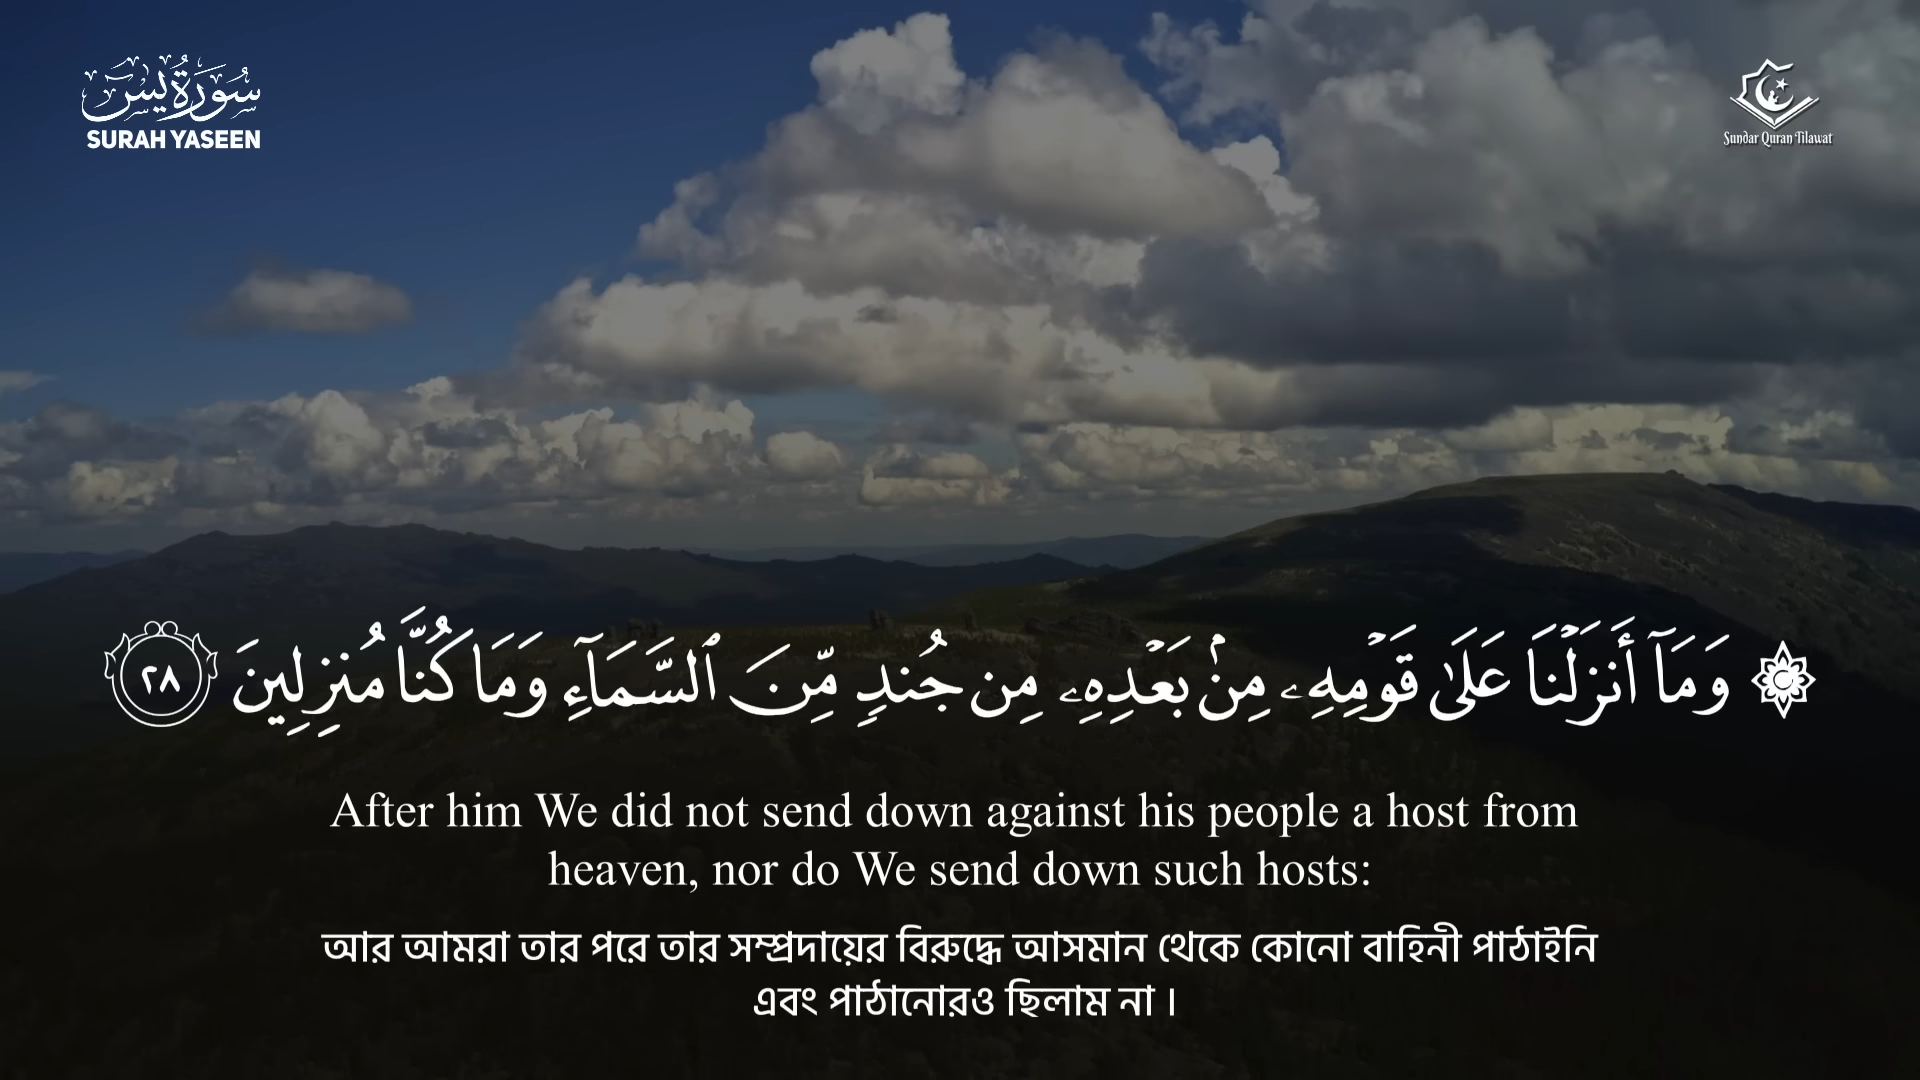 سُورَةُ يٓسٓ
SURAH YASEEN
Sundar Quran Tilawat
۞ وَمَآ أَنزَلْنَا عَلَىٰ قَوْمِهِۦ مِنۢ بَعْدِهِۦ مِن جُندٍ مِّنَ ٱلسَّمَآءِ وَمَا كُنَّا مُنزِلِينَ ٢٨
After him We did not send down against his people a host from
heaven, nor do We send down such hosts:
আর আমরা তার পরে তার সম্প্রদায়ের বিরুদ্ধে আসমান থেকে কোনো বাহিনী পাঠাইনি
এবং পাঠানোরও ছিলাম না ।